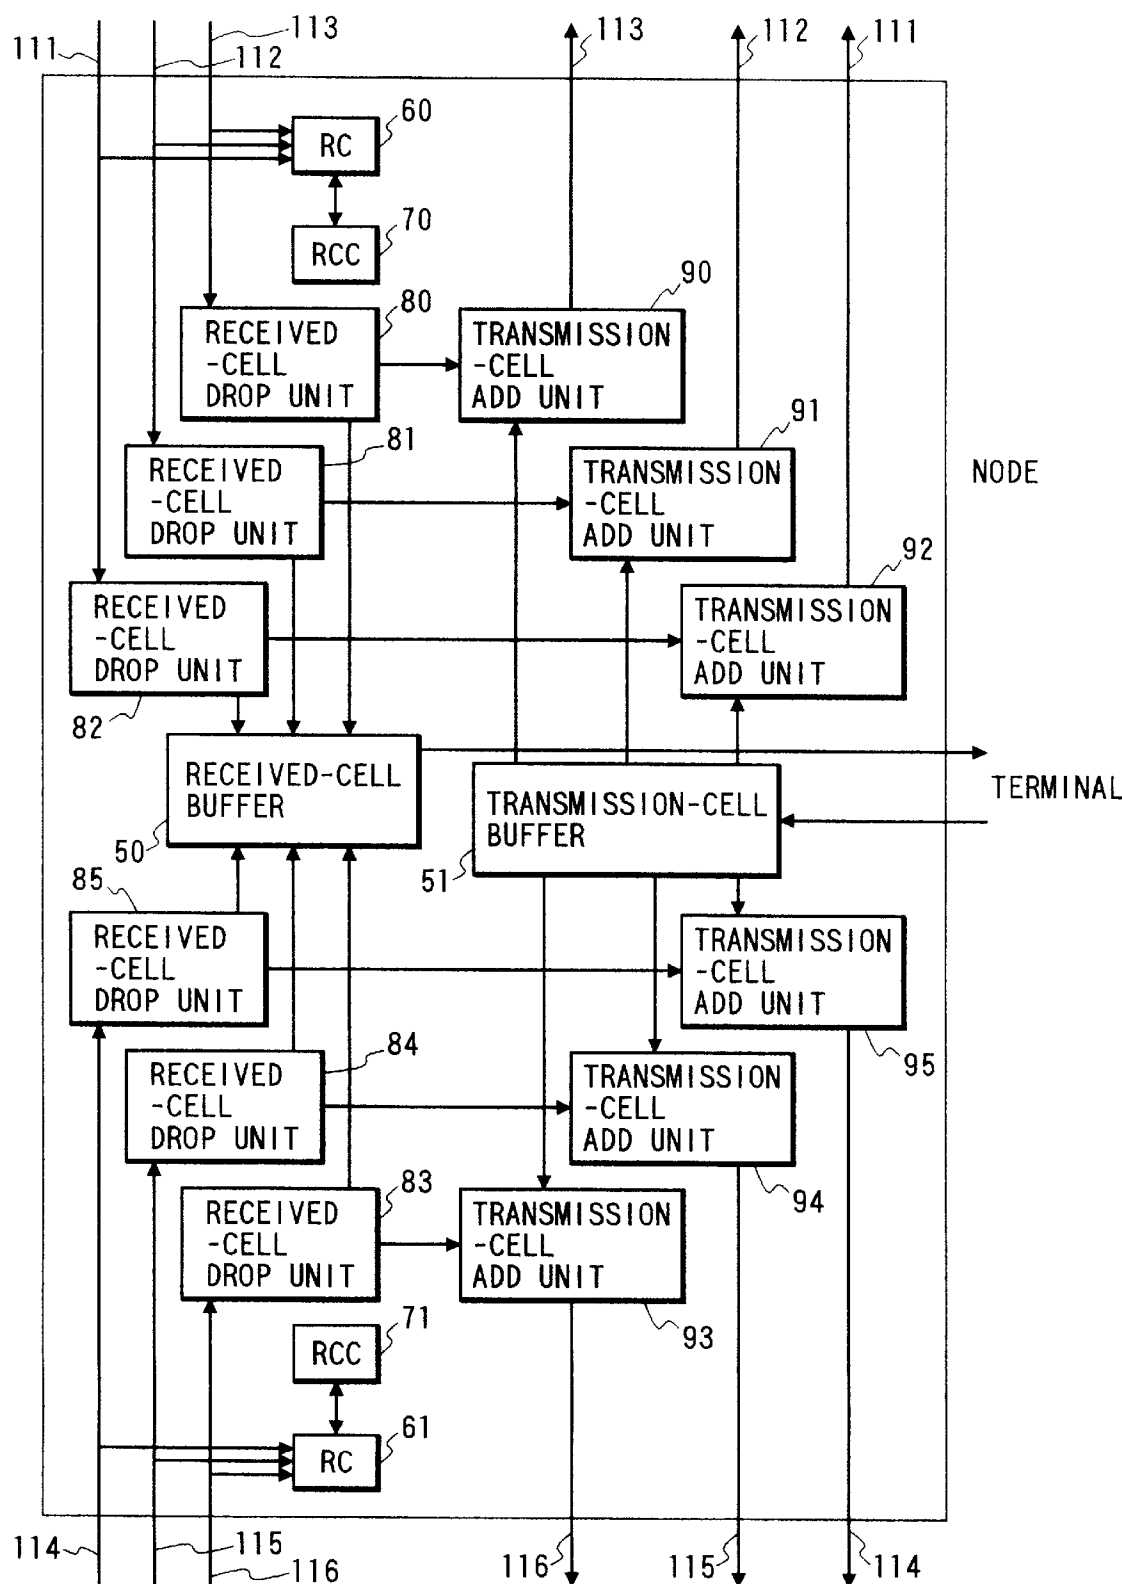 113
111
112
113
112
111
60
RC
70
RCC
90
80
RECEIVED
-CELL
DROP UNIT
TRANSMISSION
-CELL
ADD UNIT
91
81
RECEIVED
-CELL
DROP UNIT
TRANSMISSION
-CELL
ADD UNIT
NODE
92
RECEIVED
-CELL
DROP UNIT
TRANSMISSION
-CELL
ADD UNIT
82
RECEIVED-CELL
BUFFER
50
TRANSMISSION-CELL
BUFFER
51
TERMINAL
85
RECEIVED
-CELL
DROP UNIT
TRANSMISSION
-CELL
ADD UNIT
95
84
RECEIVED
-CELL
DROP UNIT
TRANSMISSION
-CELL
ADD UNIT
94
83
RECEIVED
-CELL
DROP UNIT
TRANSMISSION
-CELL
ADD UNIT
93
71
RCC
61
RC
114
115
116
116
115
114